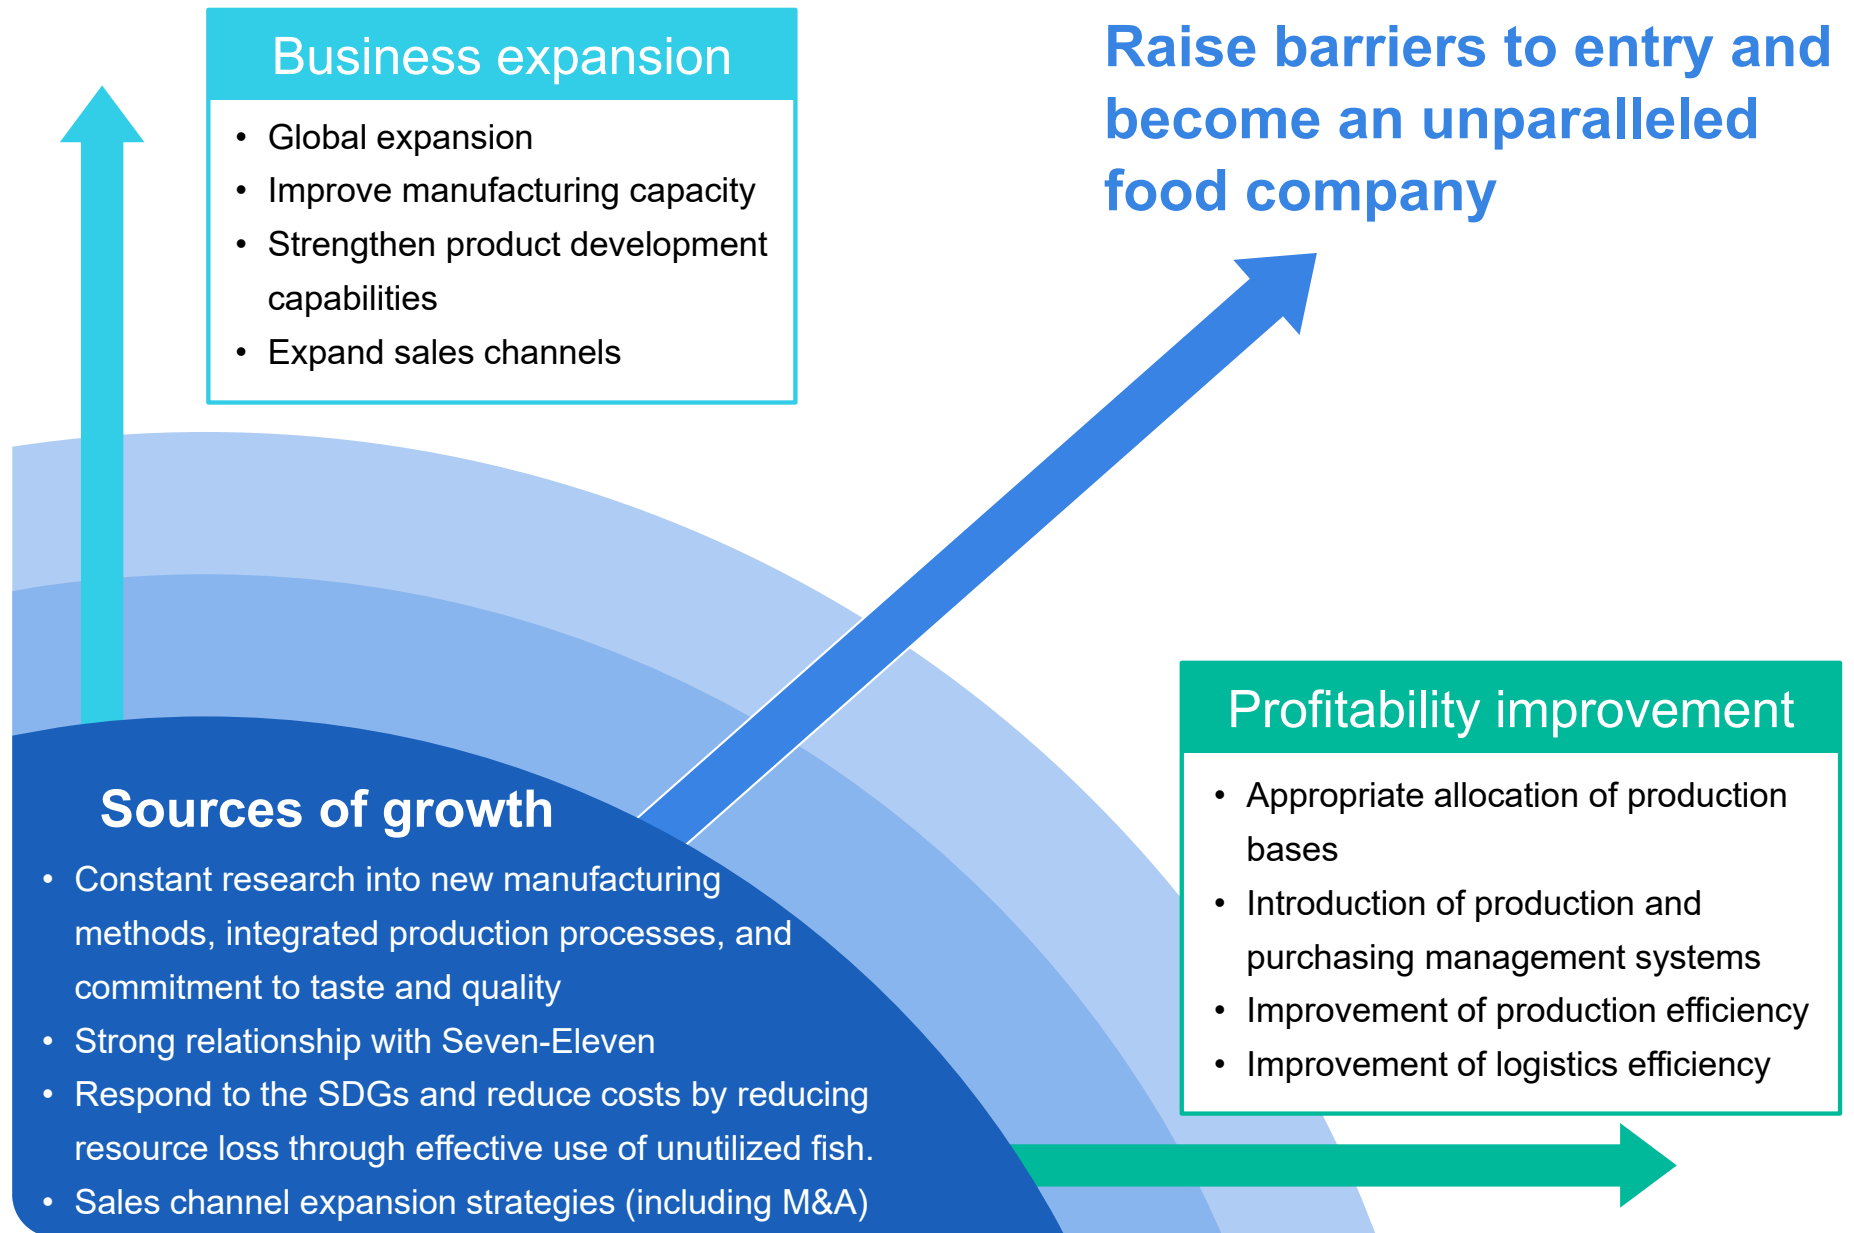 Business expansion
• Global expansion
• Improve manufacturing capacity
• Strengthen product development
capabilities
• Expand sales channels
Raise barriers to entry and
become an unparalleled
food company
Profitability improvement
• Appropriate allocation of production
bases
• Introduction of production and
purchasing management systems
• Improvement of production efficiency
• Improvement of logistics efficiency
Sources of growth
• Constant research into new manufacturing
methods, integrated production processes, and
commitment to taste and quality
• Strong relationship with Seven-Eleven
• Respond to the SDGs and reduce costs by reducing
resource loss through effective use of unutilized fish.
• Sales channel expansion strategies (including M&A)